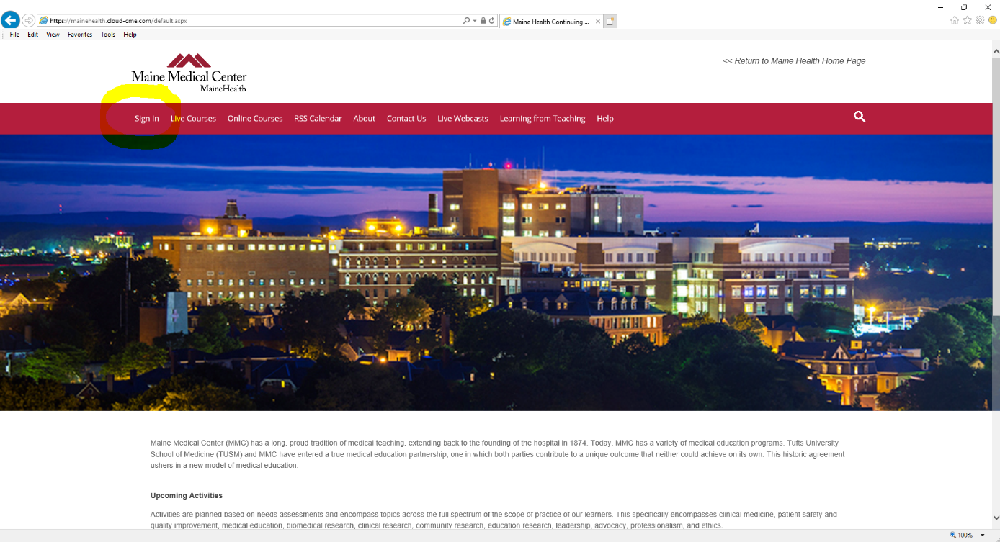 https://mainehealth.cloud-cme.com/default.aspx
Maine Health Continuing ...
File Edit View Favorites Tools Help
Maine Medical Center
MaineHealth
<< Return to Maine Health Home Page
Sign In Live Courses Online Courses RSS Calendar About Contact Us Live Webcasts Learning from Teaching Help
Maine Medical Center (MMC) has a long, proud tradition of medical teaching, extending back to the founding of the hospital in 1874. Today, MMC has a variety of medical education programs. Tufts University
School of Medicine (TUSM) and MMC have entered a true medical education partnership, one in which both parties contribute to a unique outcome that neither could achieve on its own. This historic agreement
ushers in a new model of medical education.
Upcoming Activities
Activities are planned based on needs assessments and encompass topics across the full spectrum of the scope of practice of our learners. This specifically encompasses clinical medicine, patient safety and
quality improvement, medical education, biomedical research, clinical research, community research, education research, leadership, advocacy, professionalism, and ethics.
100%